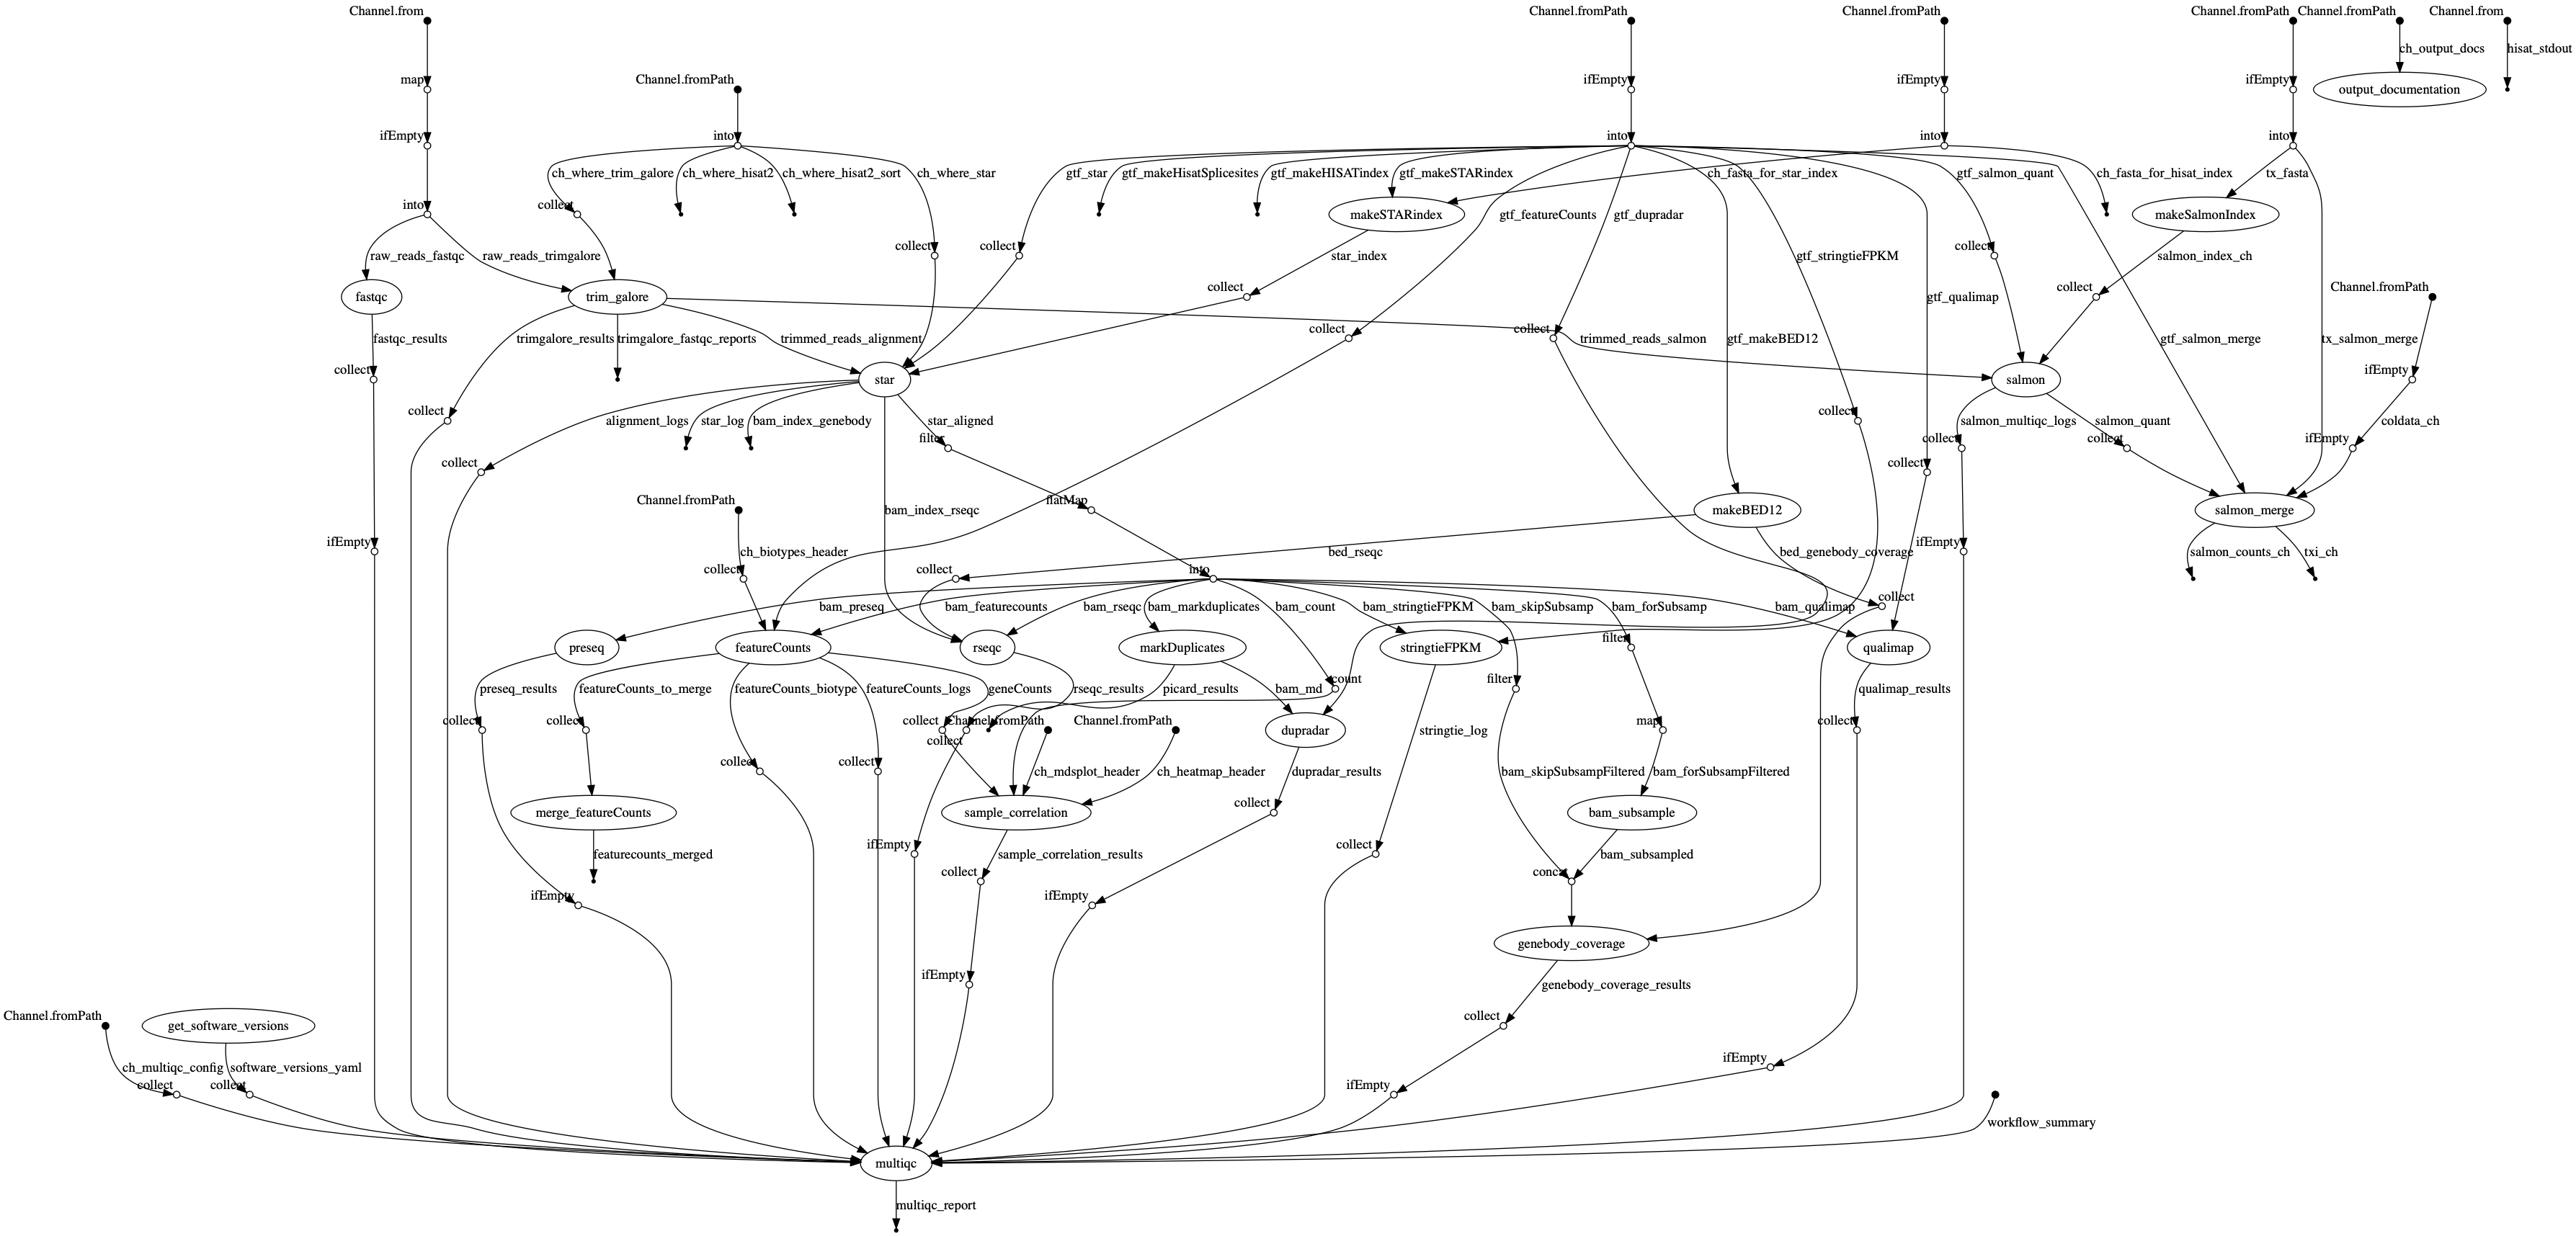 Channel.from
Channel.fromPath
Channel.fromPath
Channel.fromPath
Channel.fromPath
Channel.from
ch_output_docs
hisat_stdout
map
Channel.fromPath
ifEmpty
ifEmpty
ifEmpty
output_documentation
ifEmpty
into
into
into
into
ch_where_trim_galore
ch_where_hisat2
ch_where_hisat2_sort
ch_where_star
gtf_star
gtf_makeHisatSplicesites
gtf_makeHISATindex
gtf_makeSTARindex
ch_fasta_for_star_index
gtf_salmon_quant
ch_fasta_for_hisat_index
tx_fasta
into
collect
makeSTARindex
gtf_featureCounts
gtf_dupradar
makeSalmonIndex
raw_reads_fastqc
raw_reads_trimgalore
collect
collect
star_index
gtf_stringtieFPKM
collect
salmon_index_ch
fastqc
trim_galore
collect
gtf_qualimap
collect
Channel.fromPath
fastqc_results
trimgalore_results
trimgalore_fastqc_reports
trimmed_reads_alignment
collect
collect
trimmed_reads_salmon
gtf_makeBED12
gtf_salmon_merge
tx_salmon_merge
collect
star
salmon
ifEmpty
collect
alignment_logs
star_log
bam_index_genebody
star_aligned
collect
salmon_multiqc_logs
salmon_quant
coldata_ch
filter
collect
collect
ifEmpty
collect
collect
Channel.fromPath
flatMap
bam_index_rseqc
makeBED12
salmon_merge
ifEmpty
ch_biotypes_header
bed_rseqc
bed_genebody_coverage
ifEmpty
salmon_counts_ch
txi_ch
collect
collect
into
bam_preseq
bam_featurecounts
bam_rseqc
bam_markduplicates
bam_count
bam_stringtieFPKM
bam_skipSubsamp
bam_forSubsamp
bam_qualimap
collect
preseq
featureCounts
rseqc
markDuplicates
stringtieFPKM
filter
qualimap
preseq_results
featureCounts_to_merge
featureCounts_biotype
featureCounts_logs
geneCounts
rseqc_results
picard_results
bam_md
count
filter
qualimap_results
collect
collect
collect
collect
Channel.fromPath
Channel.fromPath
dupradar
stringtie_log
map
collect
collect
collect
ch_mdsplot_header
ch_heatmap_header
dupradar_results
bam_skipSubsampFiltered
bam_forSubsampFiltered
merge_featureCounts
sample_correlation
collect
bam_subsample
ifEmpty
featurecounts_merged
sample_correlation_results
collect
bam_subsampled
collect
concat
ifEmpty
ifEmpty
genebody_coverage
ifEmpty
genebody_coverage_results
Channel.fromPath
get_software_versions
collect
ch_multiqc_config
software_versions_yaml
ifEmpty
collect
collect
ifEmpty
workflow_summary
multiqc
multiqc_report